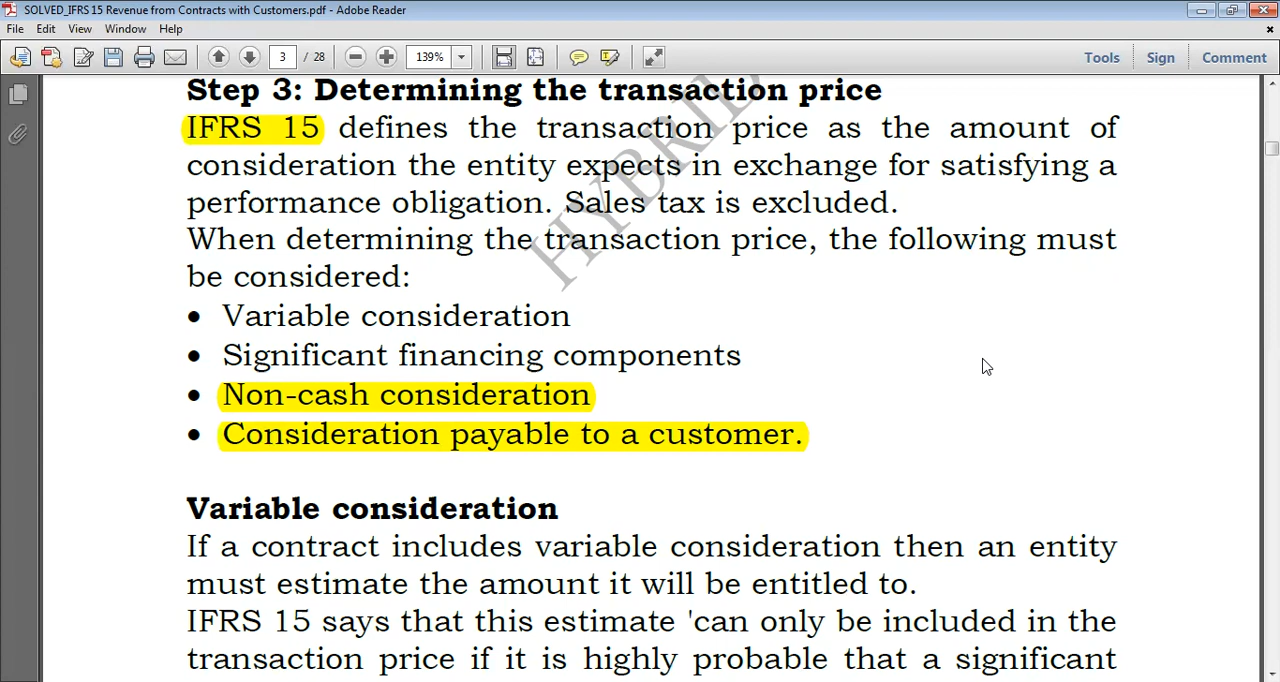 SOLVED_IFRS 15 Revenue from Contracts with Customers.pdf - Adobe Reader
File Edit View Window Help
3 / 28 139% Tools Sign Comment
Step 3: Determining the transaction price
IFRS 15 defines the transaction price as the amount of
consideration the entity expects in exchange for satisfying a
performance obligation. Sales tax is excluded.
When determining the transaction price, the following must
be considered:
• Variable consideration
• Significant financing components
• Non-cash consideration
• Consideration payable to a customer.
Variable consideration
If a contract includes variable consideration then an entity
must estimate the amount it will be entitled to.
IFRS 15 says that this estimate 'can only be included in the
transaction price if it is highly probable that a significant